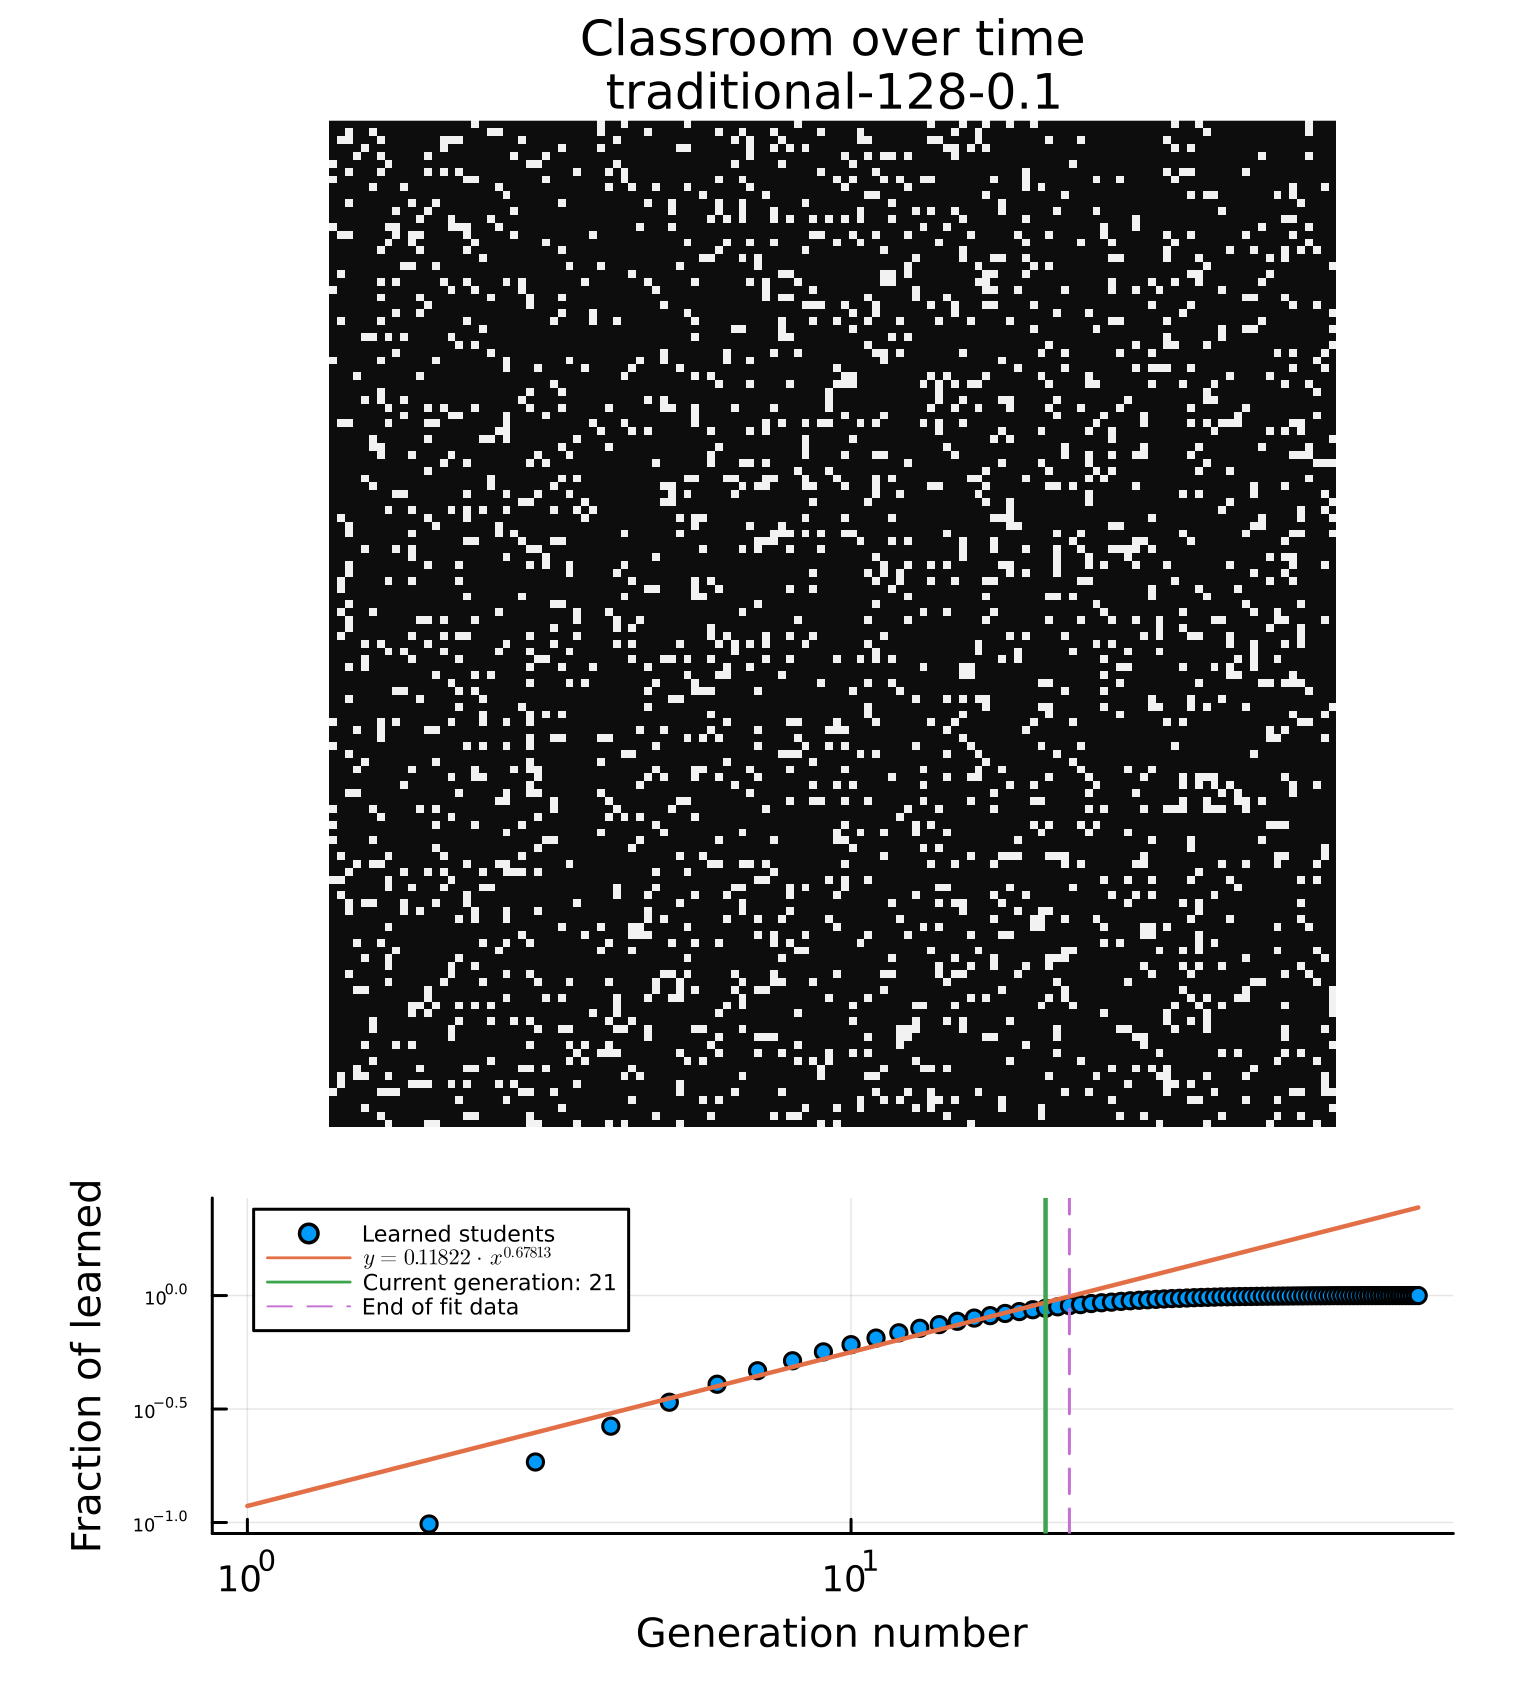 Classroom over time
traditional-128-0.1
Fraction of learned
Learned students
y = 0.11822 · x^0.67813
Current generation: 21
End of fit data
10^0.0
10^−0.5
10^−1.0
10^0
10^1
Generation number